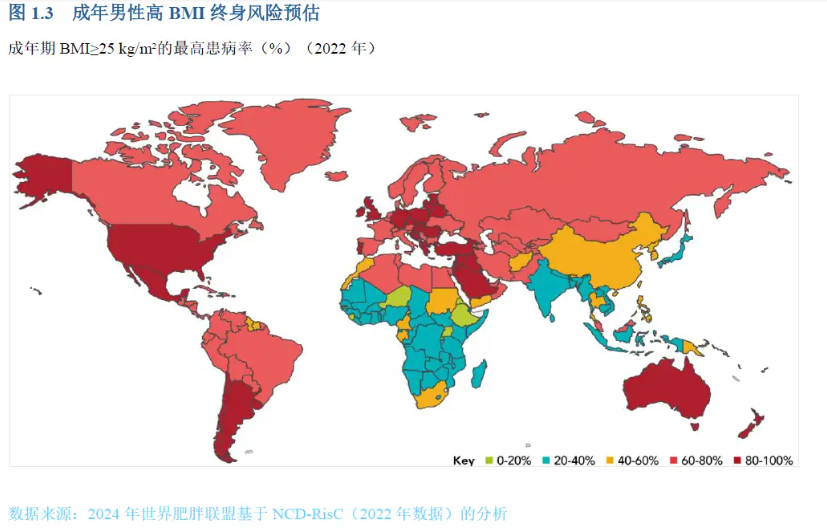 图 1.3 成年男性高 BMI 终身风险预估
成年期 BMI≥25 kg/m²的最高患病率（%）（2022 年）
Key 0-20% 20-40% 40-60% 60-80% 80-100%
数据来源：2024 年世界肥胖联盟基于 NCD-RisC（2022 年数据）的分析